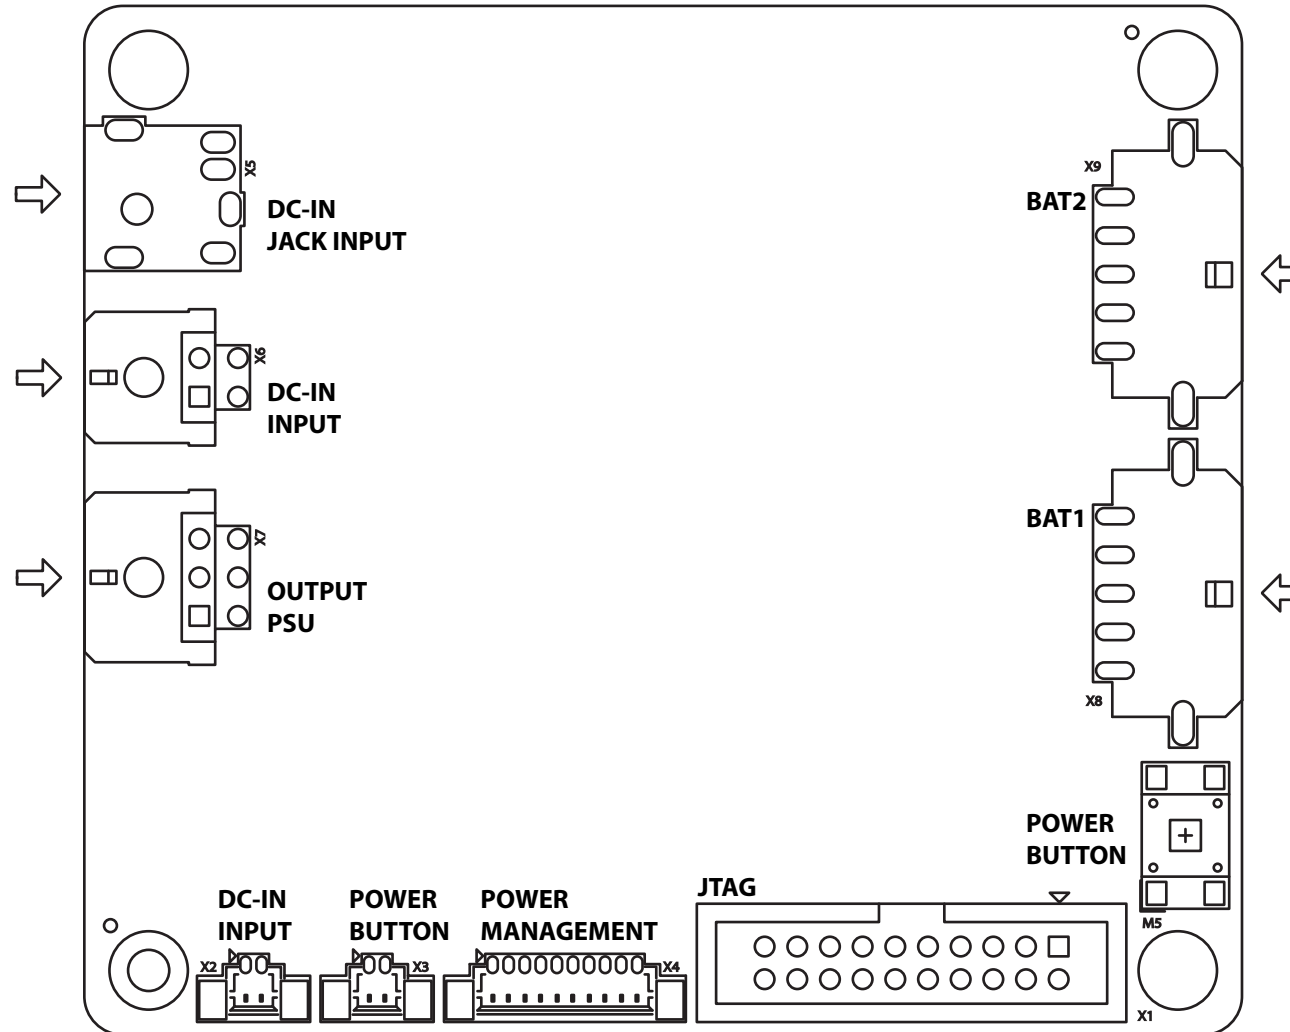 X5
DC-IN
JACK INPUT
X9
BAT2
X6
DC-IN
INPUT
BAT1
X7
OUTPUT
PSU
X8
POWER
BUTTON
M5
JTAG
DC-IN
INPUT
X2
POWER
BUTTON
X3
POWER
MANAGEMENT
X4
X1